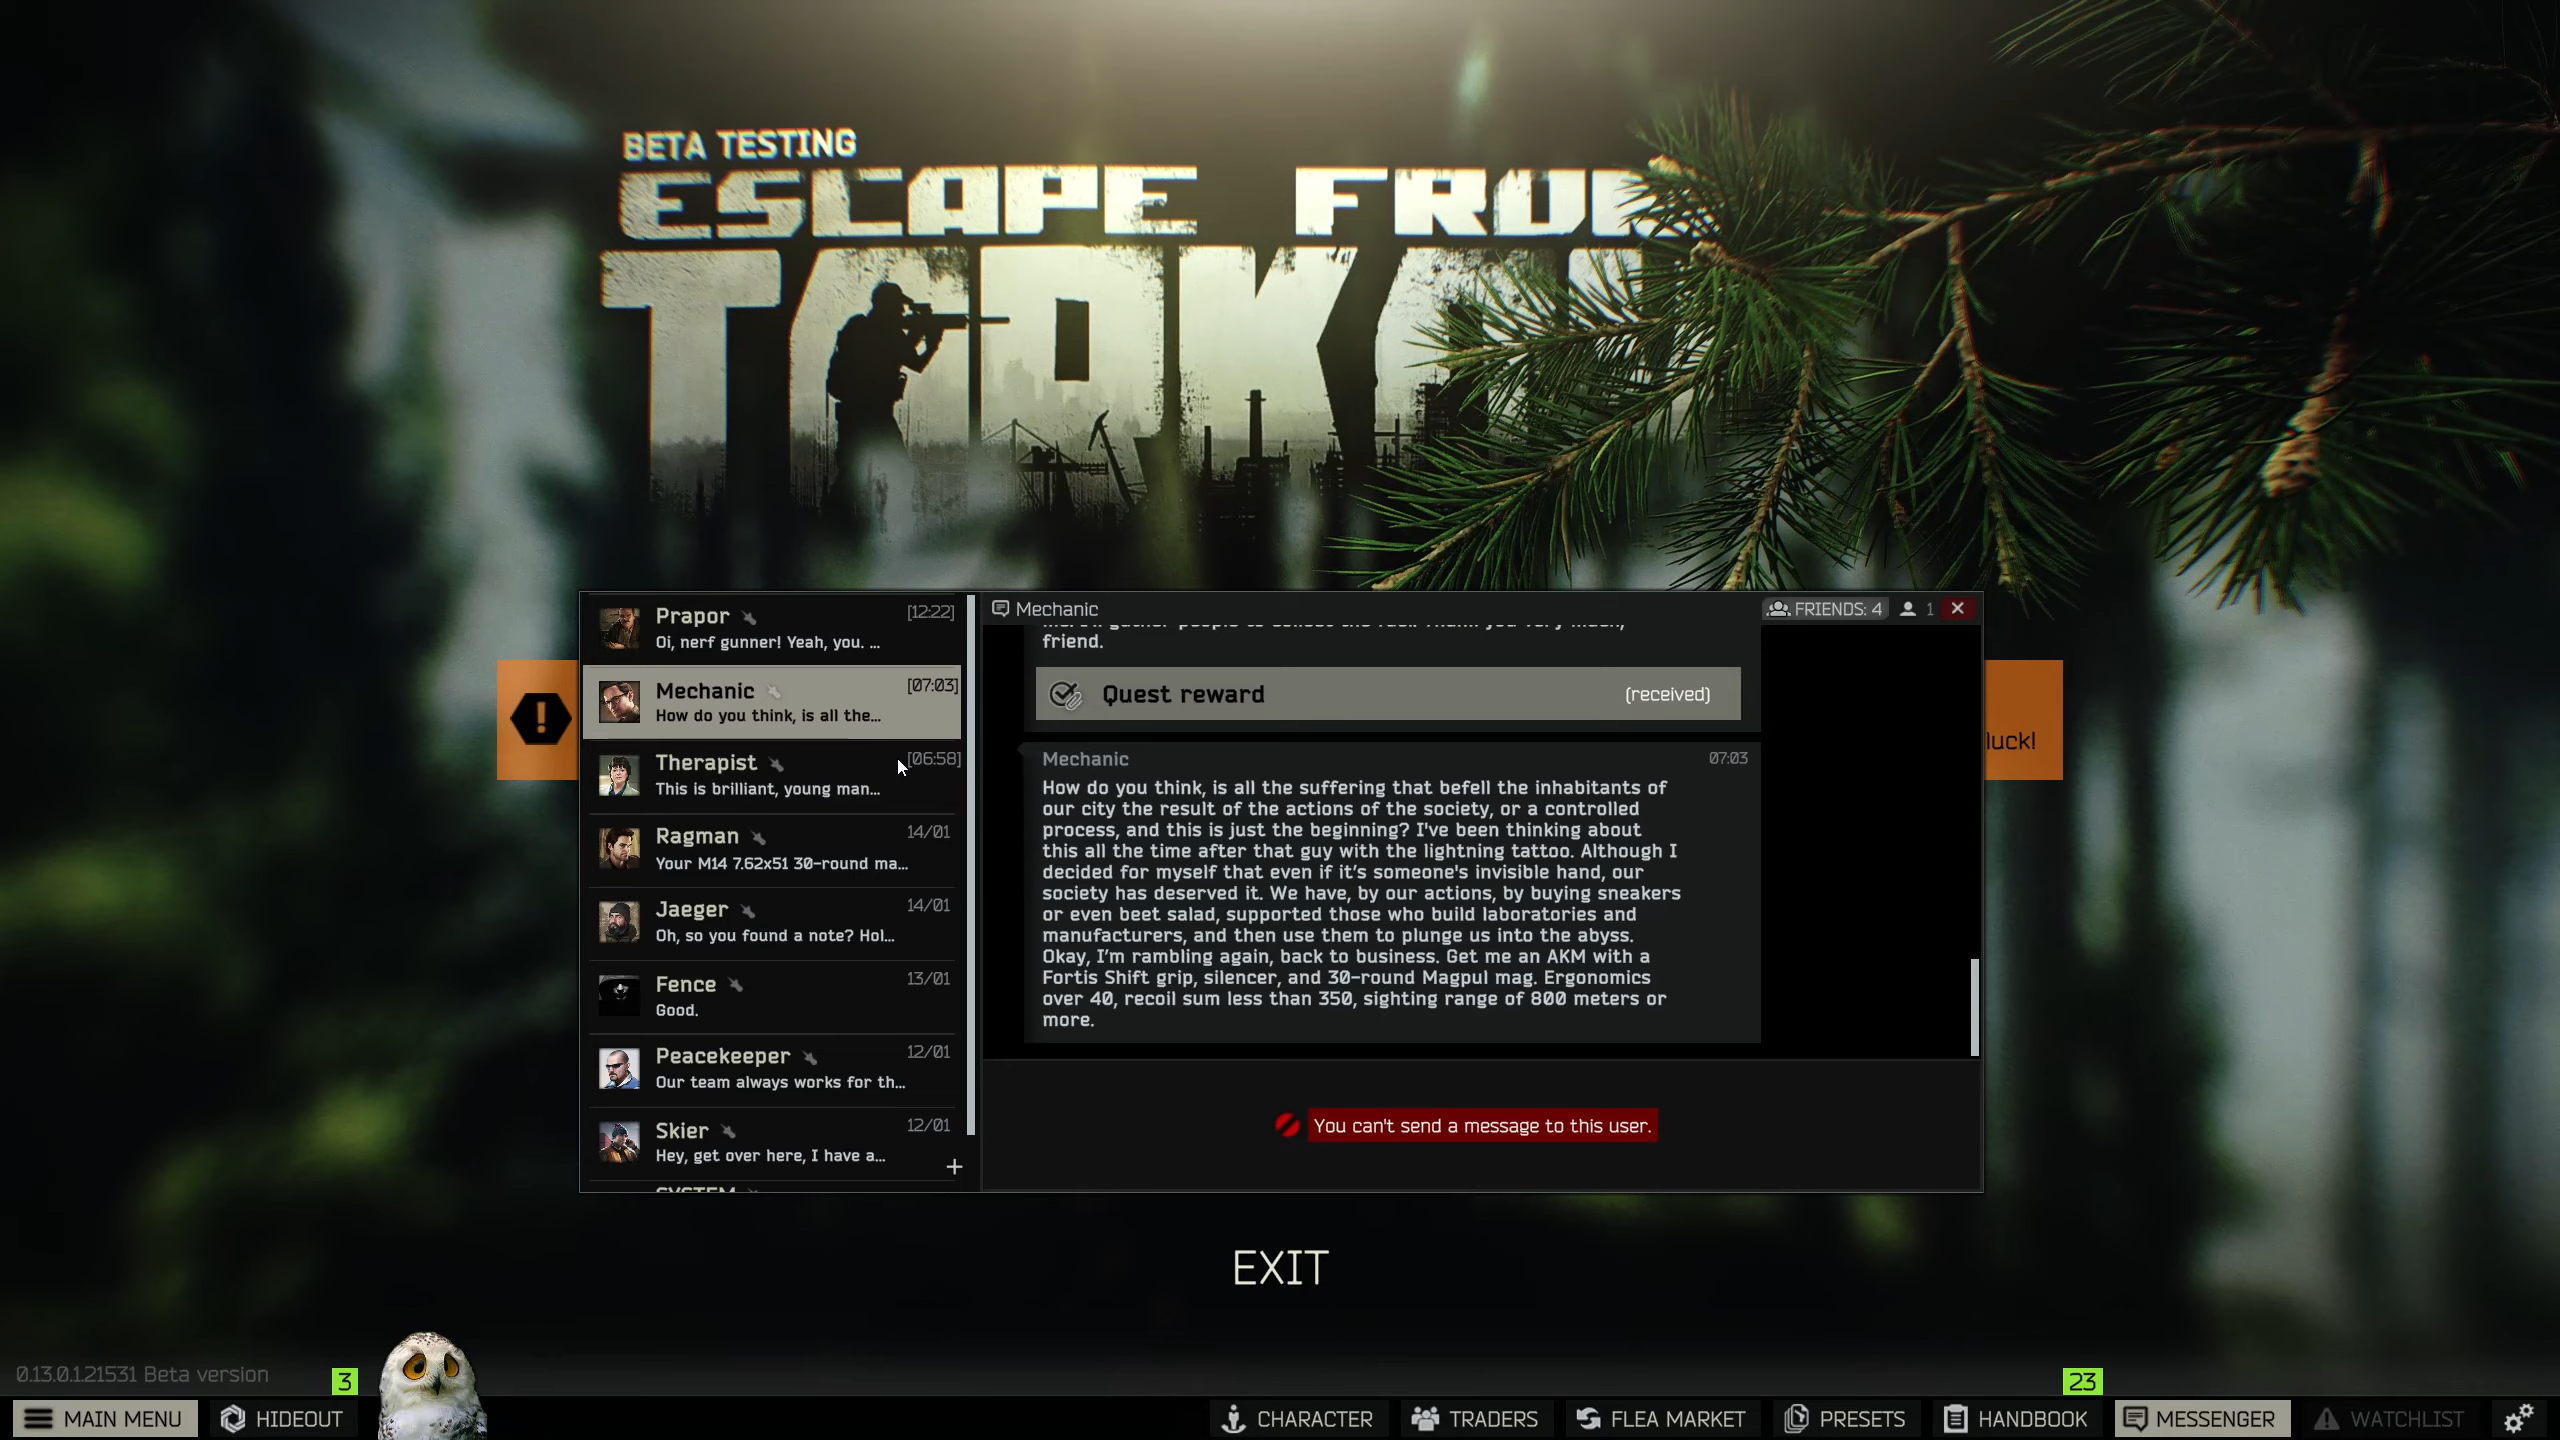 BETA TESTING
ESCAPE FROM
TARKOV
Prapor [12:22]
Oi, nerf gunner! Yeah, you. ...
Mechanic [07:03]
How do you think, is all the...
Therapist [06:58]
This is brilliant, young man...
Ragman 14/01
Your M14 7.62x51 30-round ma...
Jaeger 14/01
Oh, so you found a note? Hol...
Fence 13/01
Good.
Peacekeeper 12/01
Our team always works for th...
Skier 12/01
Hey, get over here, I have a...
SYSTEM
+
Mechanic
FRIENDS: 4 1
friend.
Quest reward (received)
Mechanic 07:03
How do you think, is all the suffering that befell the inhabitants of
our city the result of the actions of the society, or a controlled
process, and this is just the beginning? I've been thinking about
this all the time after that guy with the lightning tattoo. Although I
decided for myself that even if it's someone's invisible hand, our
society has deserved it. We have, by our actions, by buying sneakers
or even beet salad, supported those who build laboratories and
manufacturers, and then use them to plunge us into the abyss.
Okay, I'm rambling again, back to business. Get me an AKM with a
Fortis Shift grip, silencer, and 30-round Magpul mag. Ergonomics
over 40, recoil sum less than 350, sighting range of 800 meters or
more.
You can't send a message to this user.
luck!
EXIT
0.13.0.1.21531 Beta version
3
23
MAIN MENU
HIDEOUT
CHARACTER
TRADERS
FLEA MARKET
PRESETS
HANDBOOK
MESSENGER
WATCHLIST